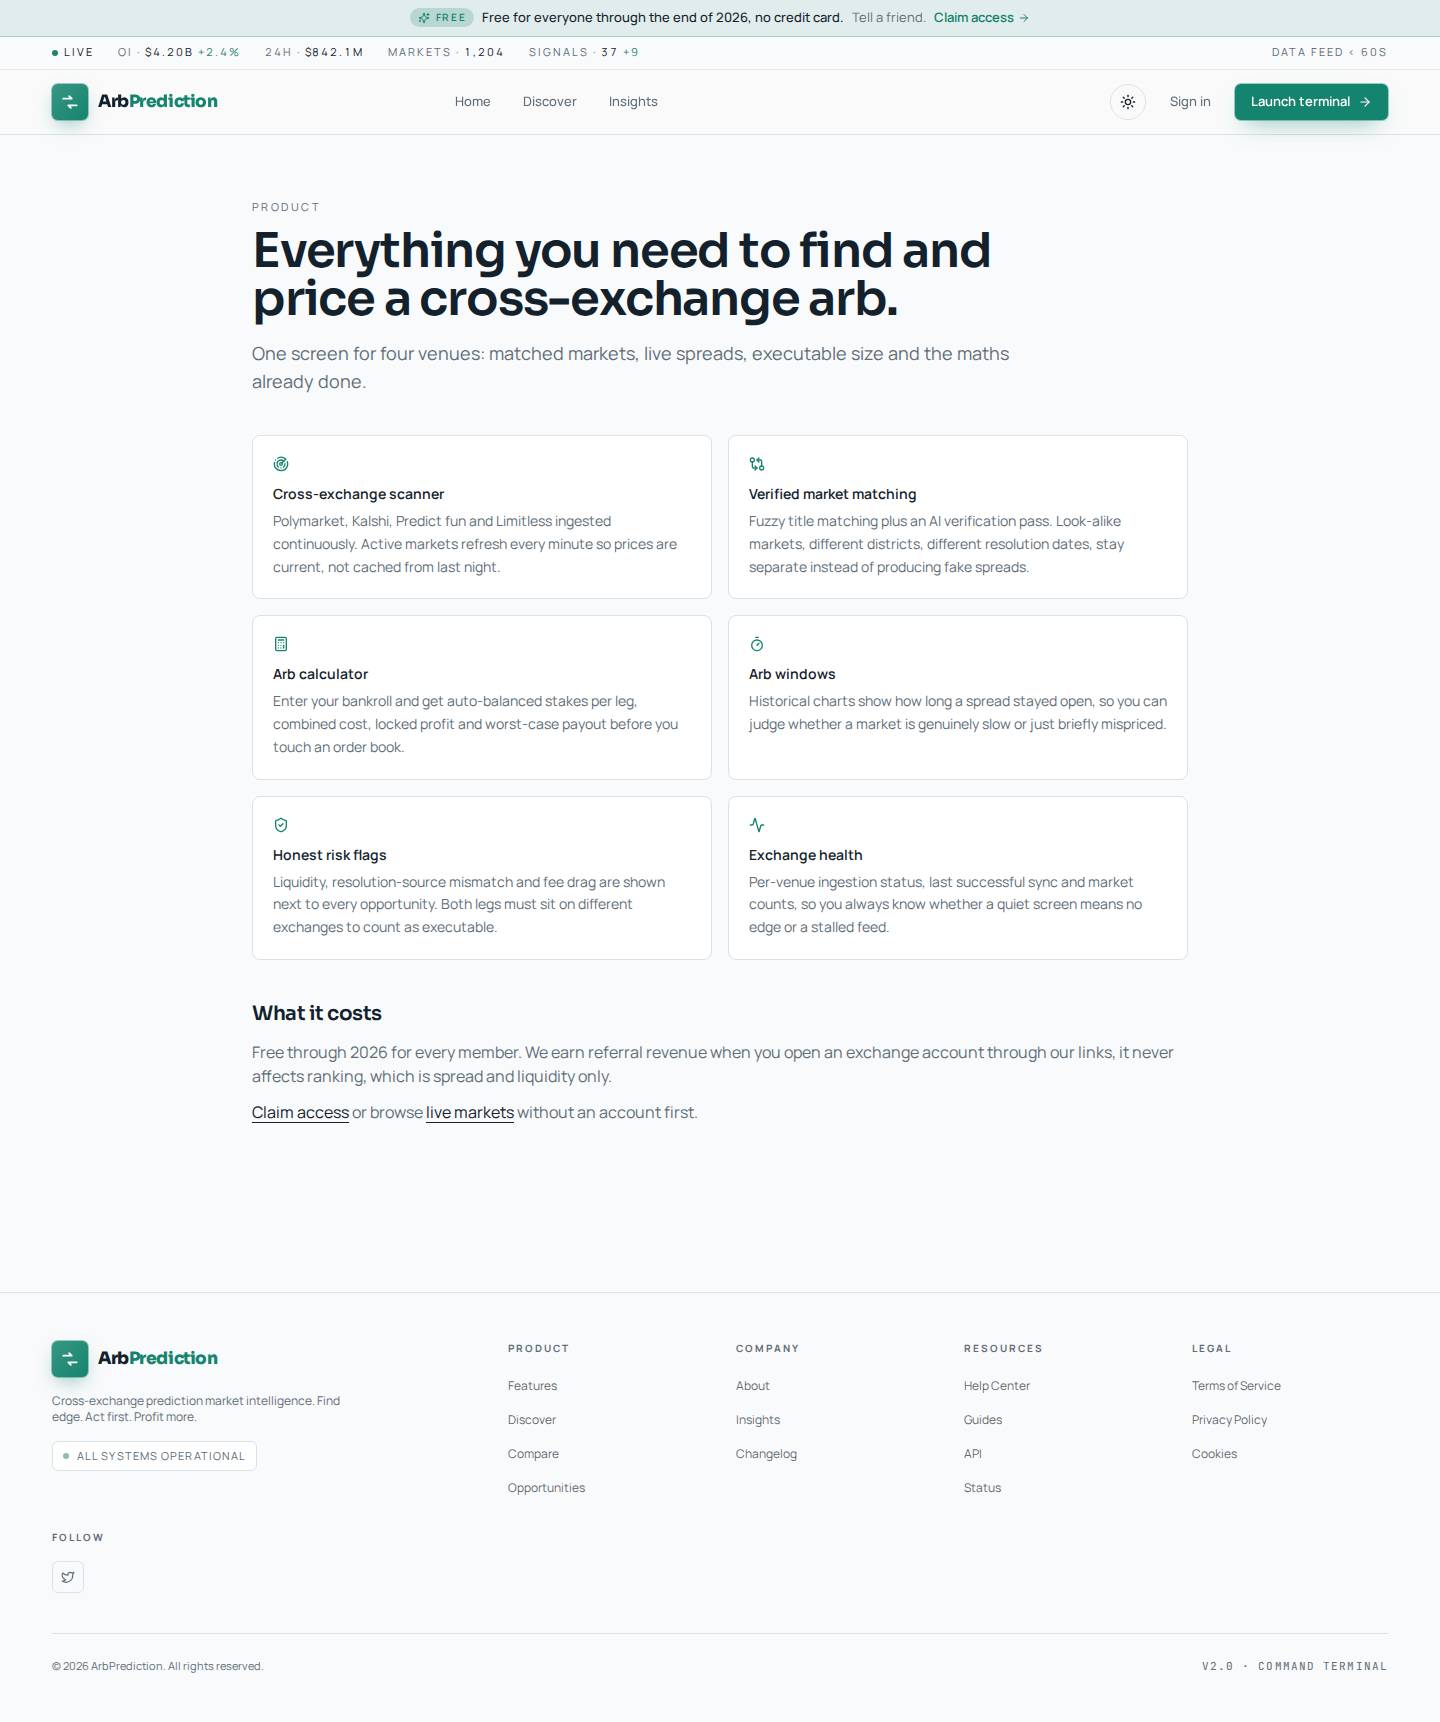 FREE Free for everyone through the end of 2026, no credit card. Tell a friend. Claim access →
LIVE OI · $4.20B +2.4% 24H · $842.1M MARKETS · 1,204 SIGNALS · 37 +9 DATA FEED < 60S
ArbPrediction Home Discover Insights Sign in Launch terminal →
PRODUCT
Everything you need to find and
price a cross-exchange arb.
One screen for four venues: matched markets, live spreads, executable size and the maths
already done.
Cross-exchange scanner
Polymarket, Kalshi, Predict fun and Limitless ingested
continuously. Active markets refresh every minute so prices are
current, not cached from last night.
Verified market matching
Fuzzy title matching plus an AI verification pass. Look-alike
markets, different districts, different resolution dates, stay
separate instead of producing fake spreads.
Arb calculator
Enter your bankroll and get auto-balanced stakes per leg,
combined cost, locked profit and worst-case payout before you
touch an order book.
Arb windows
Historical charts show how long a spread stayed open, so you can
judge whether a market is genuinely slow or just briefly mispriced.
Honest risk flags
Liquidity, resolution-source mismatch and fee drag are shown
next to every opportunity. Both legs must sit on different
exchanges to count as executable.
Exchange health
Per-venue ingestion status, last successful sync and market
counts, so you always know whether a quiet screen means no
edge or a stalled feed.
What it costs
Free through 2026 for every member. We earn referral revenue when you open an exchange account through our links, it never
affects ranking, which is spread and liquidity only.
Claim access or browse live markets without an account first.
ArbPrediction
Cross-exchange prediction market intelligence. Find
edge. Act first. Profit more.
ALL SYSTEMS OPERATIONAL
PRODUCT
Features
Discover
Compare
Opportunities
COMPANY
About
Insights
Changelog
RESOURCES
Help Center
Guides
API
Status
LEGAL
Terms of Service
Privacy Policy
Cookies
FOLLOW
© 2026 ArbPrediction. All rights reserved.
V2.0 · COMMAND TERMINAL